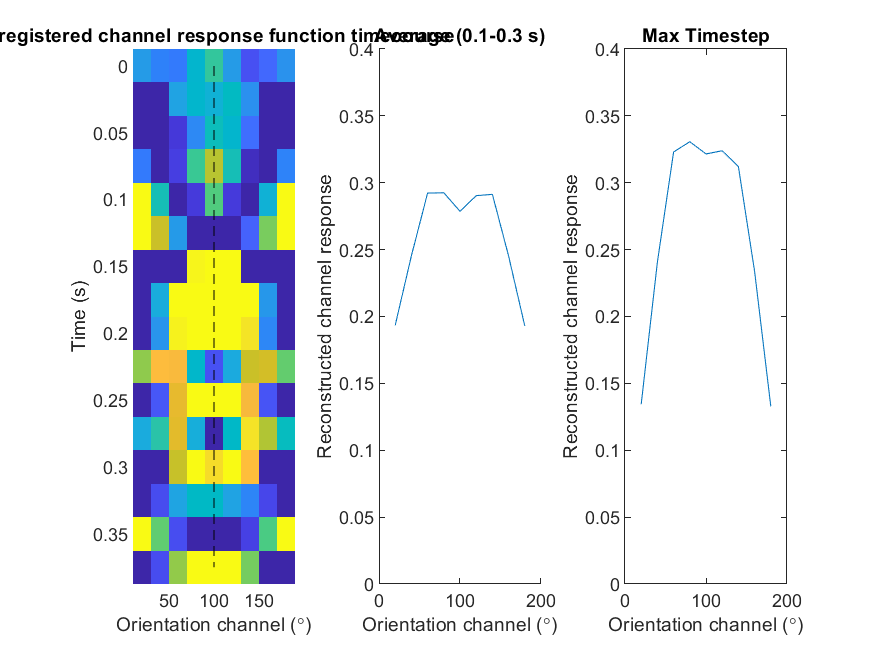 registered channel response function timecourse
Average (0.1-0.3 s)
Max Timestep
0
0.05
0.1
0.15
0.2
0.25
0.3
0.35
Time (s)
50 100 150
Orientation channel (°)
0.4
0.35
0.3
0.25
0.2
0.15
0.1
0.05
0
Reconstructed channel response
0 100 200
Orientation channel (°)
0.4
0.35
0.3
0.25
0.2
0.15
0.1
0.05
0
Reconstructed channel response
0 100 200
Orientation channel (°)